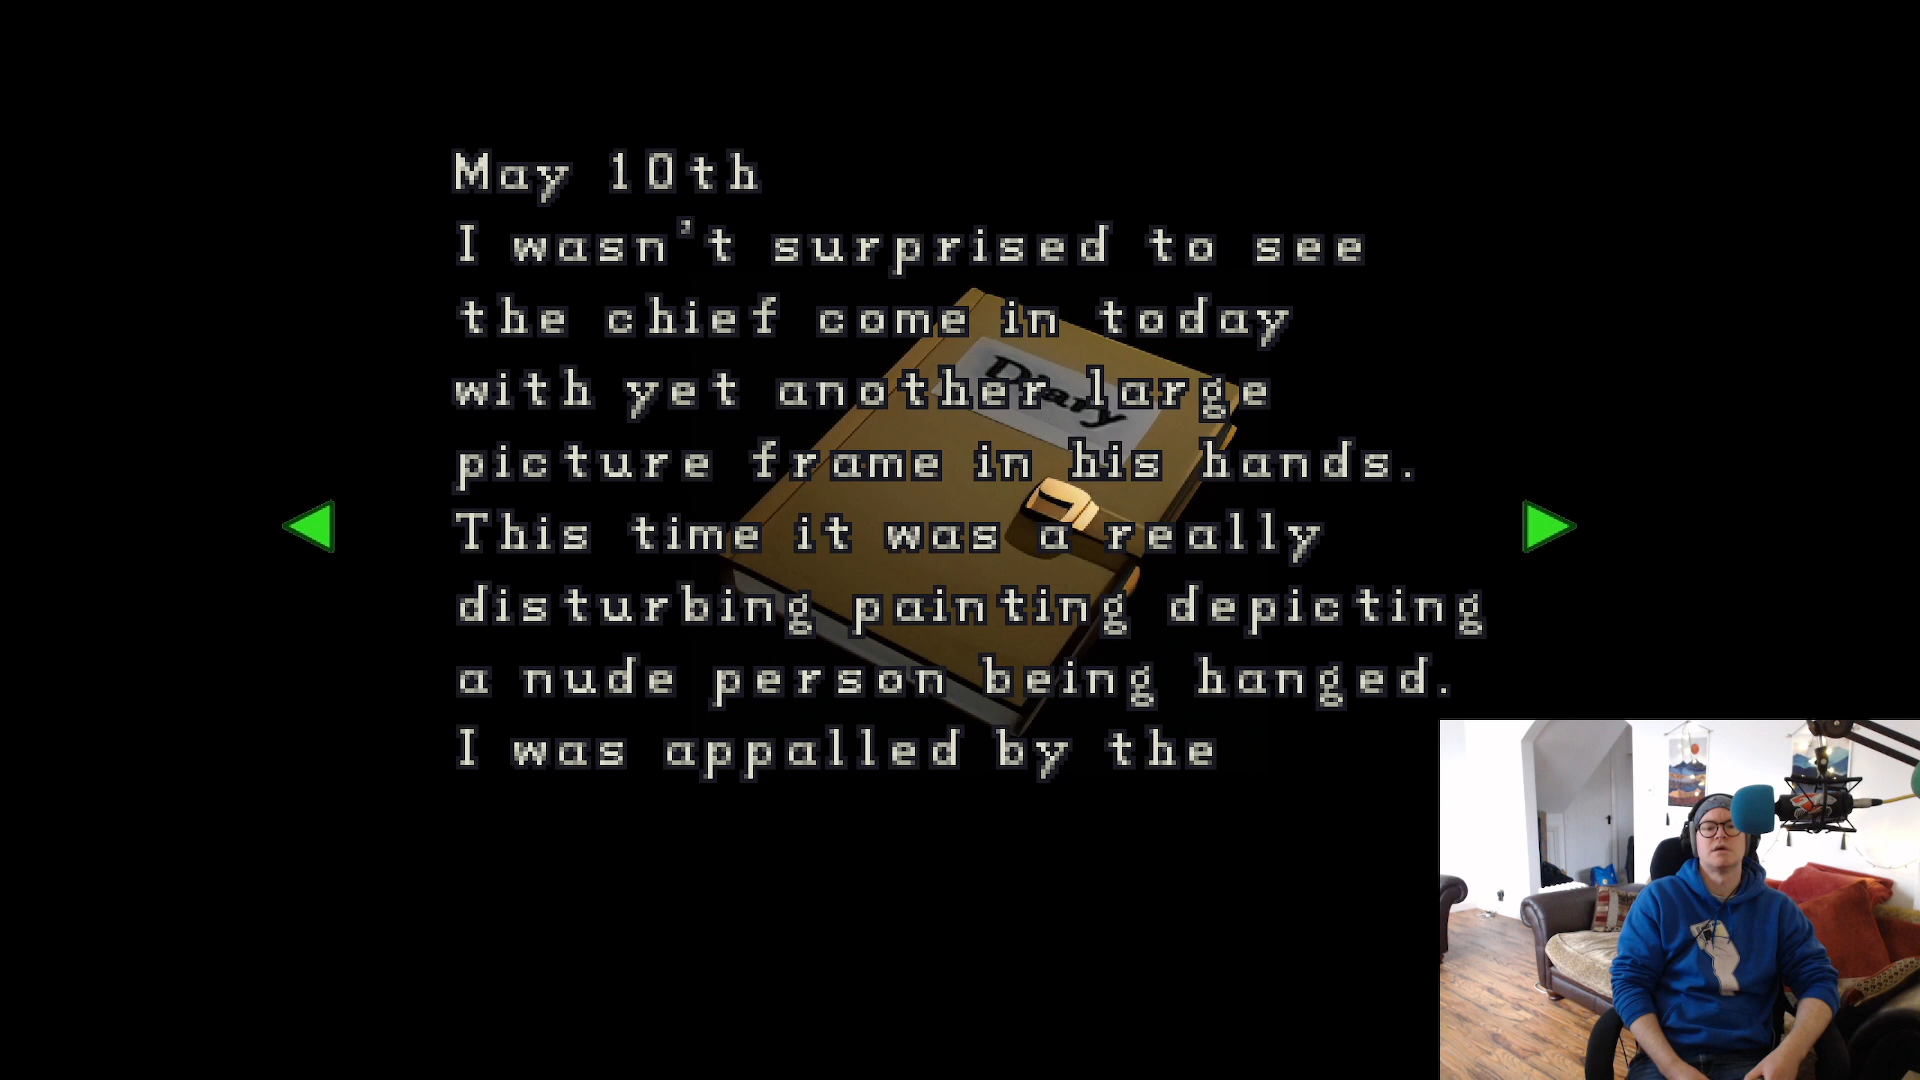 May 10th
I wasn't surprised to see
the chief come in today
with yet another large
picture frame in his hands.
This time it was a really
disturbing painting depicting
a nude person being hanged.
I was appalled by the
Diary